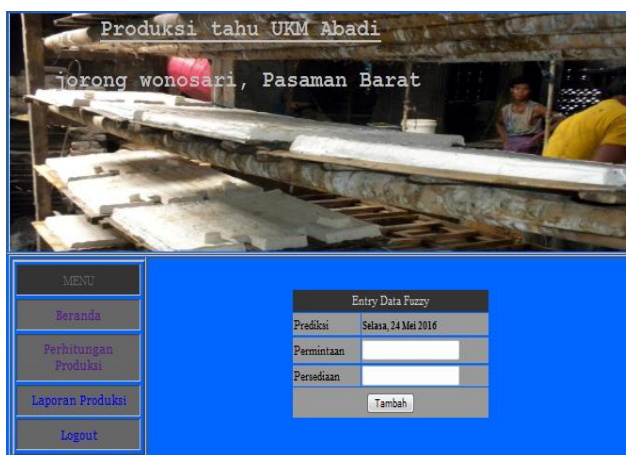 Produksi tahu UKM Abadi
jorong wonosari, Pasaman Barat
MENU
Beranda
Perhitungan
Produksi
Laporan Produksi
Logout
Entry Data Fuzzy
Prediksi Selasa, 24 Mei 2016
Permintaan
Persediaan
Tambah